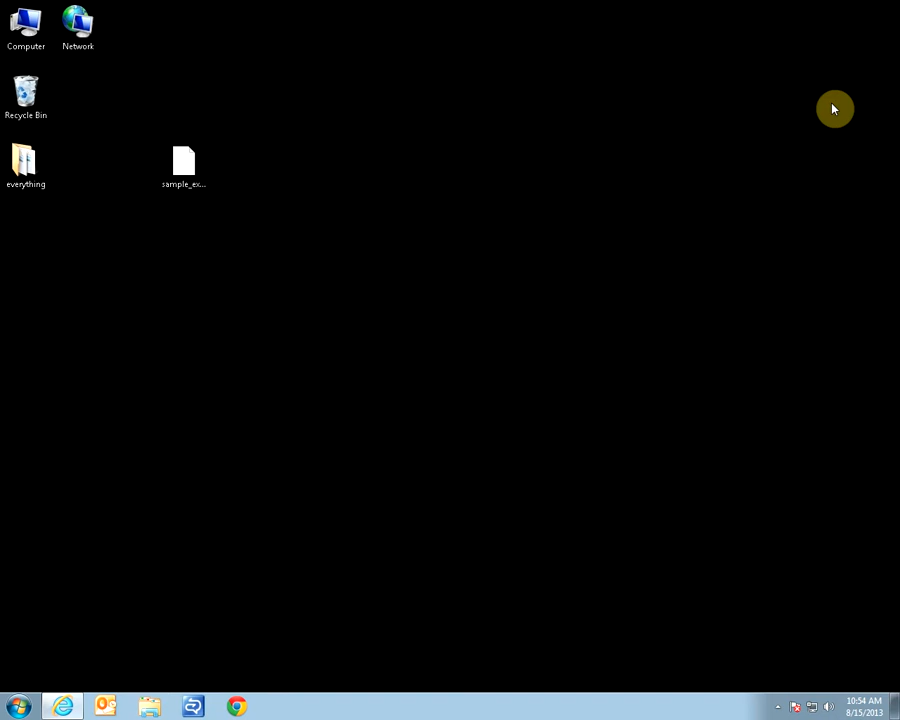 Computer
Network
Recycle Bin
everything
sample_ex...
10:54 AM
8/15/2013